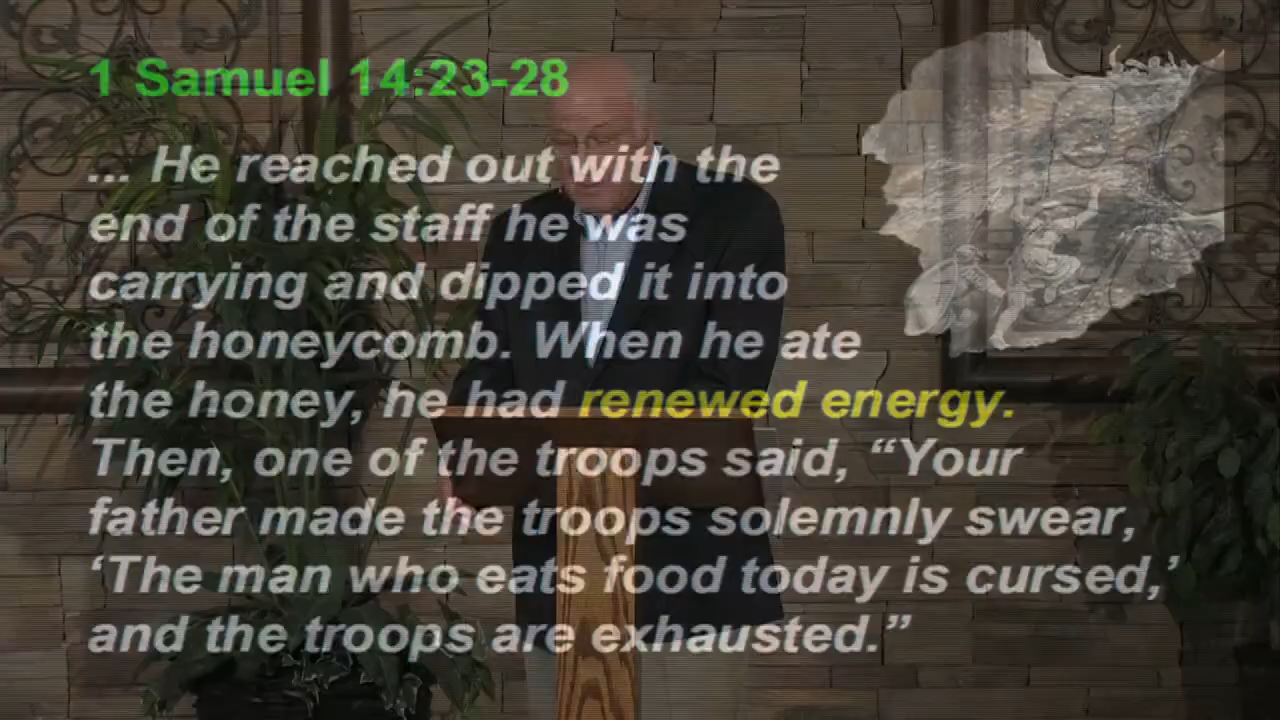 1 Samuel 14:23-28
... He reached out with the
end of the staff he was
carrying and dipped it into
the honeycomb. When he ate
the honey, he had renewed energy.
Then, one of the troops said, “Your
father made the troops solemnly swear,
‘The man who eats food today is cursed,’
and the troops are exhausted.”